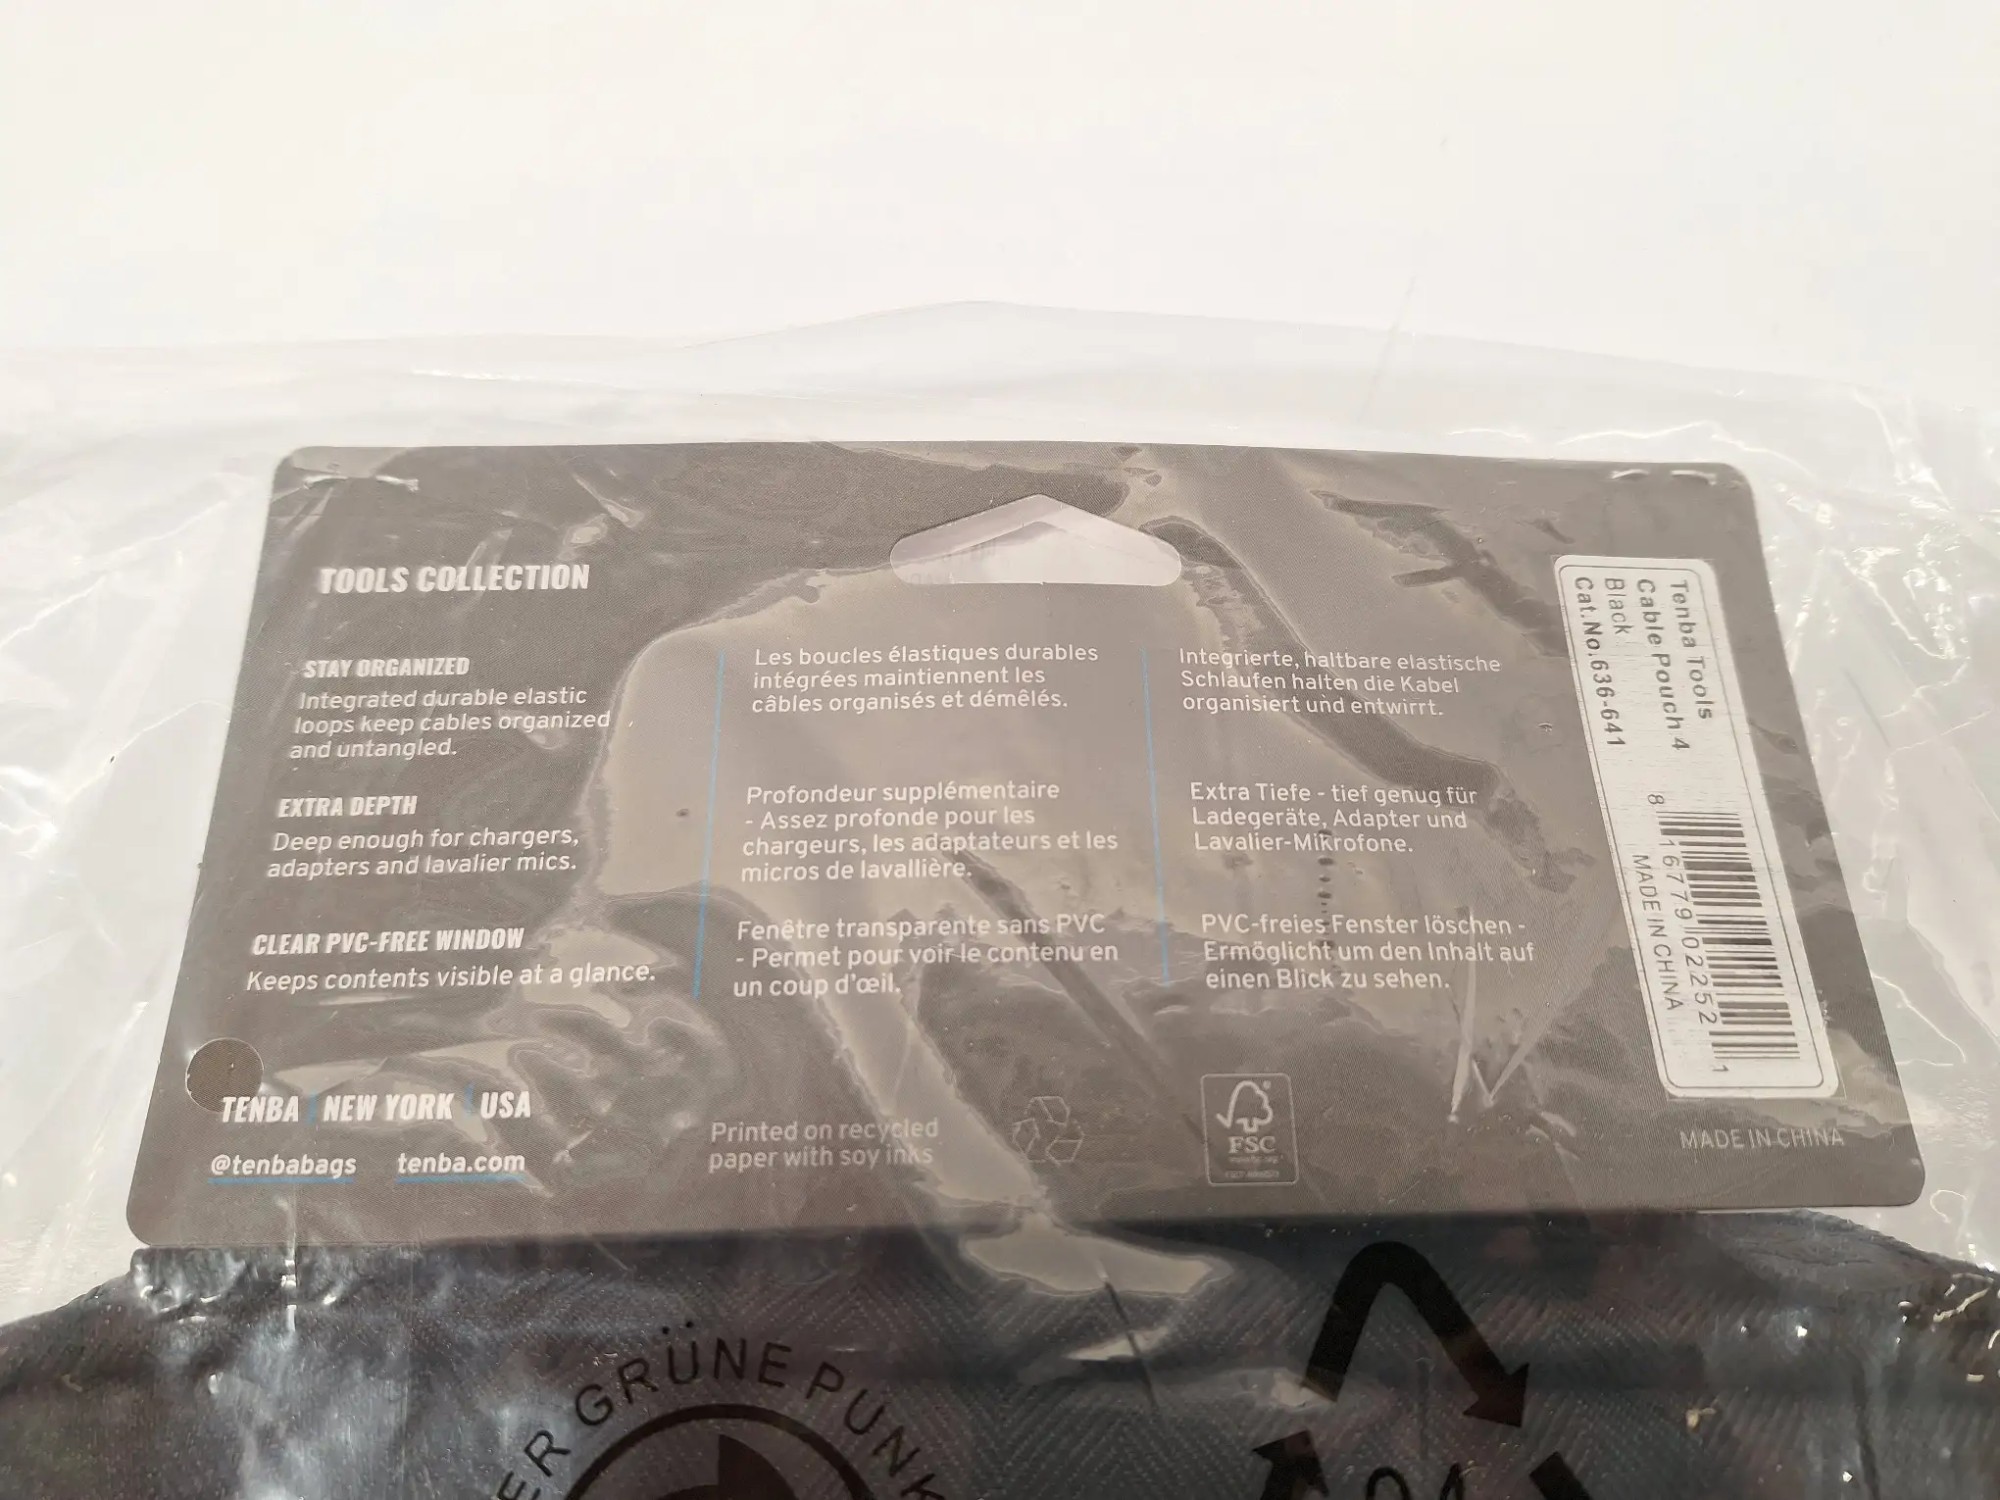 TOOLS COLLECTION
STAY ORGANIZED
Integrated durable elastic
loops keep cables organized
and untangled.
EXTRA DEPTH
Deep enough for chargers,
adapters and lavalier mics.
CLEAR PVC-FREE WINDOW
Keeps contents visible at a glance.
TENBA NEW YORK USA
@tenbabags tenba.com
Les boucles élastiques durables
intégrées maintiennent les
câbles organisés et démêlés.
Profondeur supplémentaire
- Assez profonde pour les
chargeurs, les adaptateurs et les
micros de lavallière.
Fenêtre transparente sans PVC
- Permet pour voir le contenu en
un coup d'œil.
Printed on recycled
paper with soy inks
Integrierte, haltbare elastische
Schlaufen halten die Kabel
organisiert und entwirrt.
Extra Tiefe - tief genug für
Ladegeräte, Adapter und
Lavalier-Mikrofone.
PVC-freies Fenster löschen -
Ermöglicht um den Inhalt auf
einen Blick zu sehen.
FSC
Tenba Tools
Cable Pouch 4
Black
Cat.No.636-641
8 16779 02252 1
MADE IN CHINA
MADE IN CHINA
ER GRÜNE PUNK
04